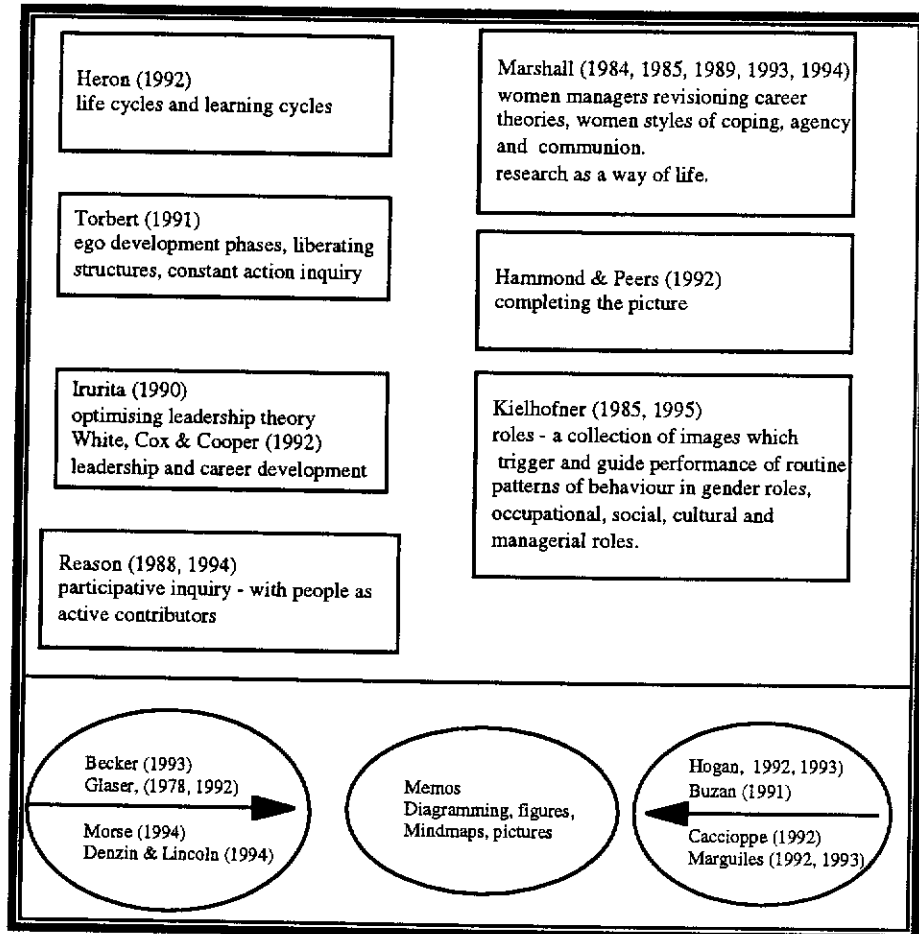 Heron (1992)
life cycles and learning cycles
Torbert (1991)
ego development phases, liberating
structures, constant action inquiry
Irurita (1990)
optimising leadership theory
White, Cox & Cooper (1992)
leadership and career development
Reason (1988, 1994)
participative inquiry - with people as
active contributors
Marshall (1984, 1985, 1989, 1993, 1994)
women managers revisioning career
theories, women styles of coping, agency
and communion.
research as a way of life.
Hammond & Peers (1992)
completing the picture
Kielhofner (1985, 1995)
roles - a collection of images which
trigger and guide performance of routine
patterns of behaviour in gender roles,
occupational, social, cultural and
managerial roles.
Becker (1993)
Glaser, (1978, 1992)
Morse (1994)
Denzin & Lincoln (1994)
Memos
Diagramming, figures,
Mindmaps, pictures
Hogan, 1992, 1993)
Buzan (1991)
Caccioppe (1992)
Marguiles (1992, 1993)